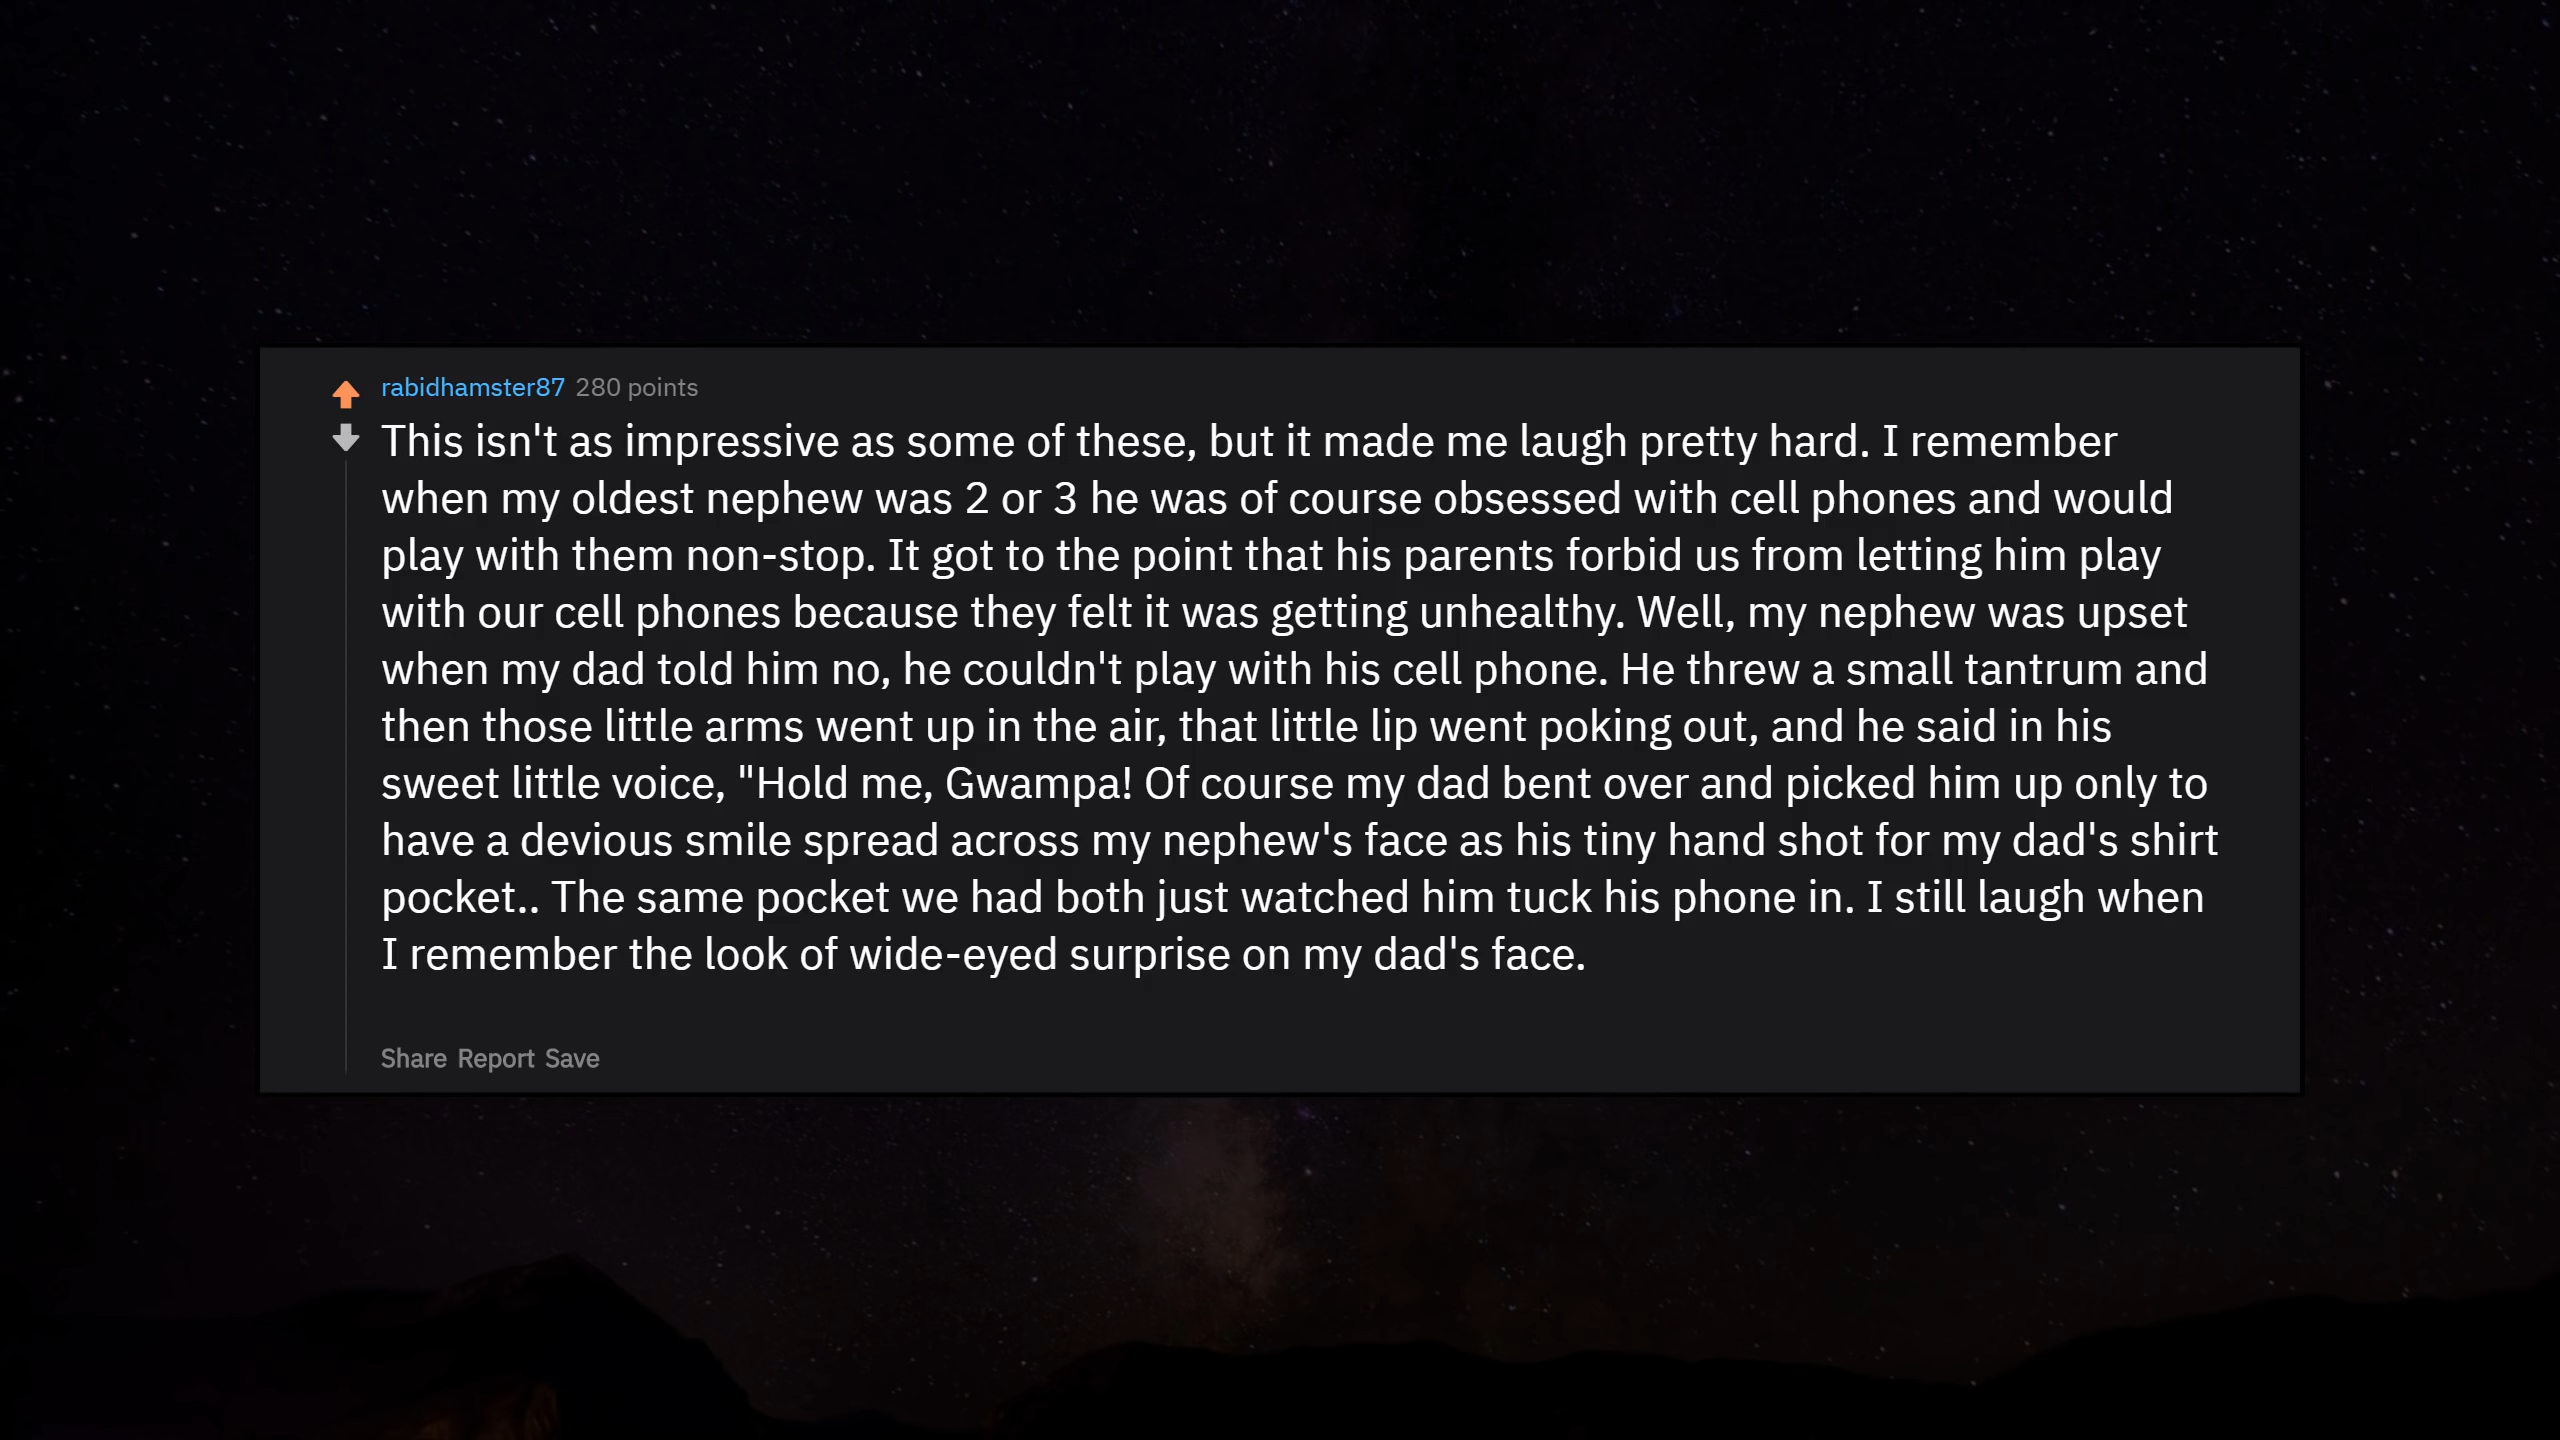 rabidhamster87 280 points
This isn't as impressive as some of these, but it made me laugh pretty hard. I remember
when my oldest nephew was 2 or 3 he was of course obsessed with cell phones and would
play with them non-stop. It got to the point that his parents forbid us from letting him play
with our cell phones because they felt it was getting unhealthy. Well, my nephew was upset
when my dad told him no, he couldn't play with his cell phone. He threw a small tantrum and
then those little arms went up in the air, that little lip went poking out, and he said in his
sweet little voice, "Hold me, Gwampa! Of course my dad bent over and picked him up only to
have a devious smile spread across my nephew's face as his tiny hand shot for my dad's shirt
pocket.. The same pocket we had both just watched him tuck his phone in. I still laugh when
I remember the look of wide-eyed surprise on my dad's face.
Share Report Save